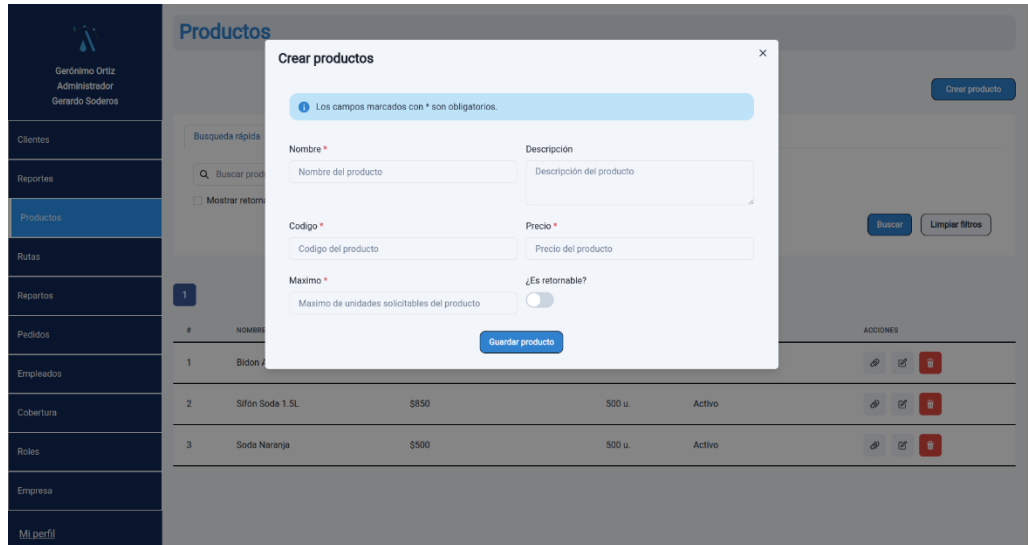 Gerónimo Ortiz
Administrador
Gerardo Soderos
Clientes
Reportes
Productos
Rutas
Repartos
Pedidos
Empleados
Cobertura
Roles
Empresa
Mi perfil
Productos
Crear producto
Busqueda rápida
Buscar
Mostrar
Buscar
Limpiar filtros
1
#
ACCIONES
1
Bidon
2
Sifón Soda 1.5L
$850
500 u.
Activo
3
Soda Naranja
$500
500 u.
Activo
Crear productos
Los campos marcados con * son obligatorios.
Nombre *
Nombre del producto
Descripción
Descripción del producto
Codigo *
Codigo del producto
Precio *
Precio del producto
Maximo *
Maximo de unidades solicitables del producto
¿Es retornable?
Guardar producto